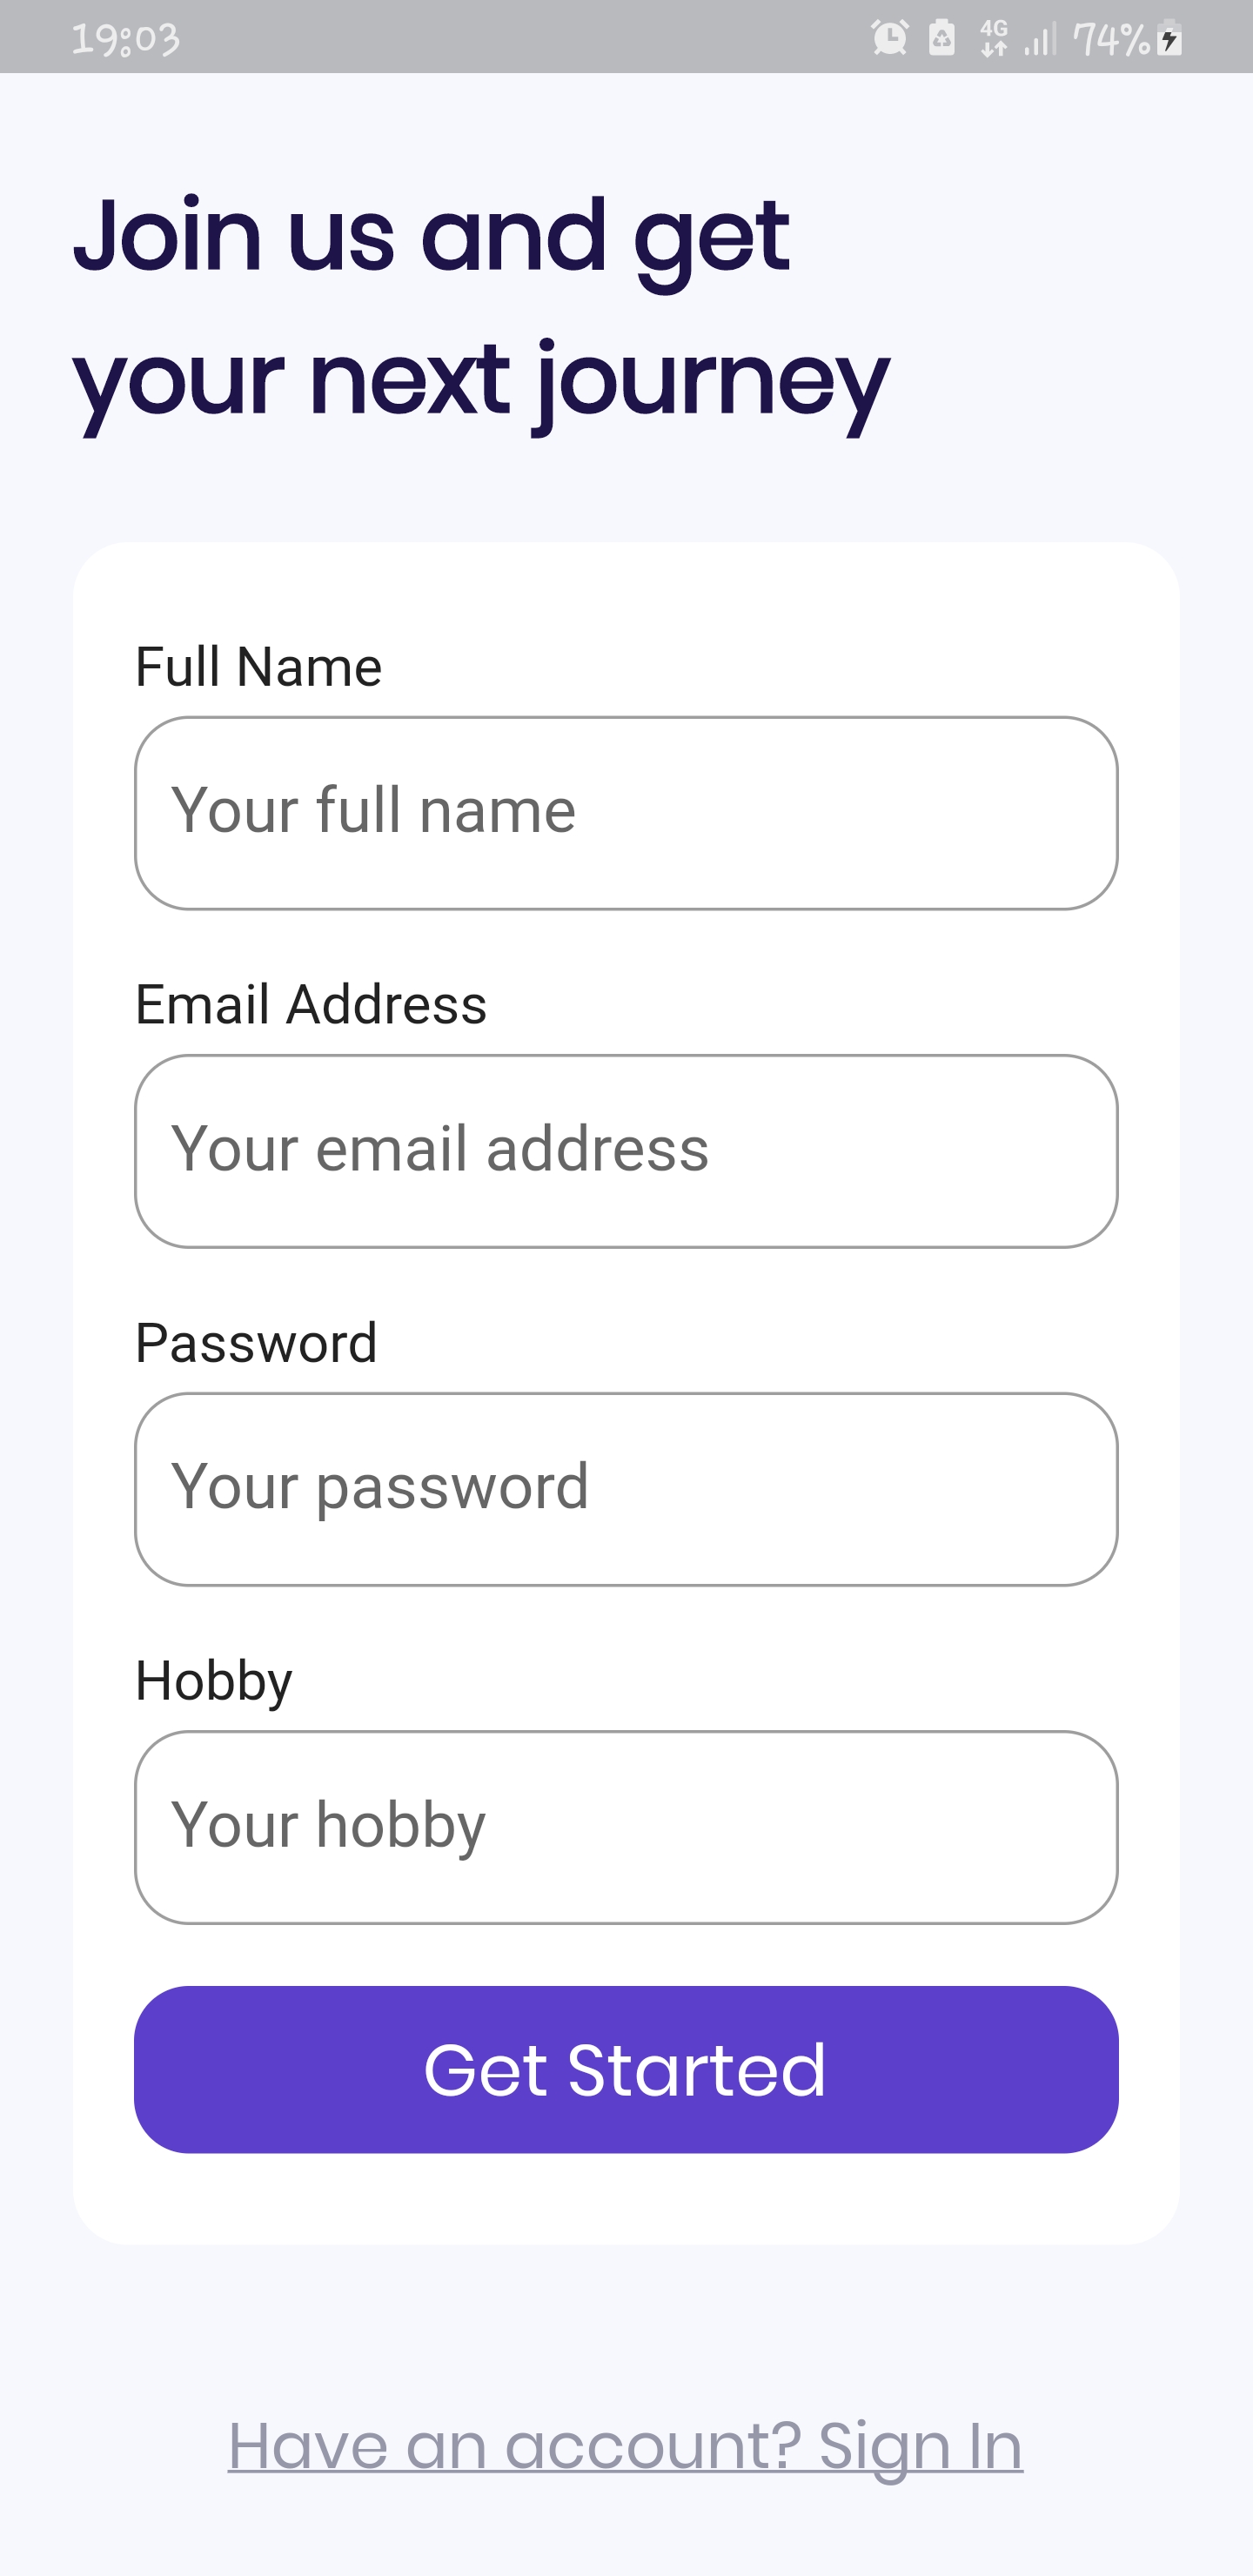 19:03 4G 74%
Join us and get
your next journey
Full Name
Your full name
Email Address
Your email address
Password
Your password
Hobby
Your hobby
Get Started
Have an account? Sign In